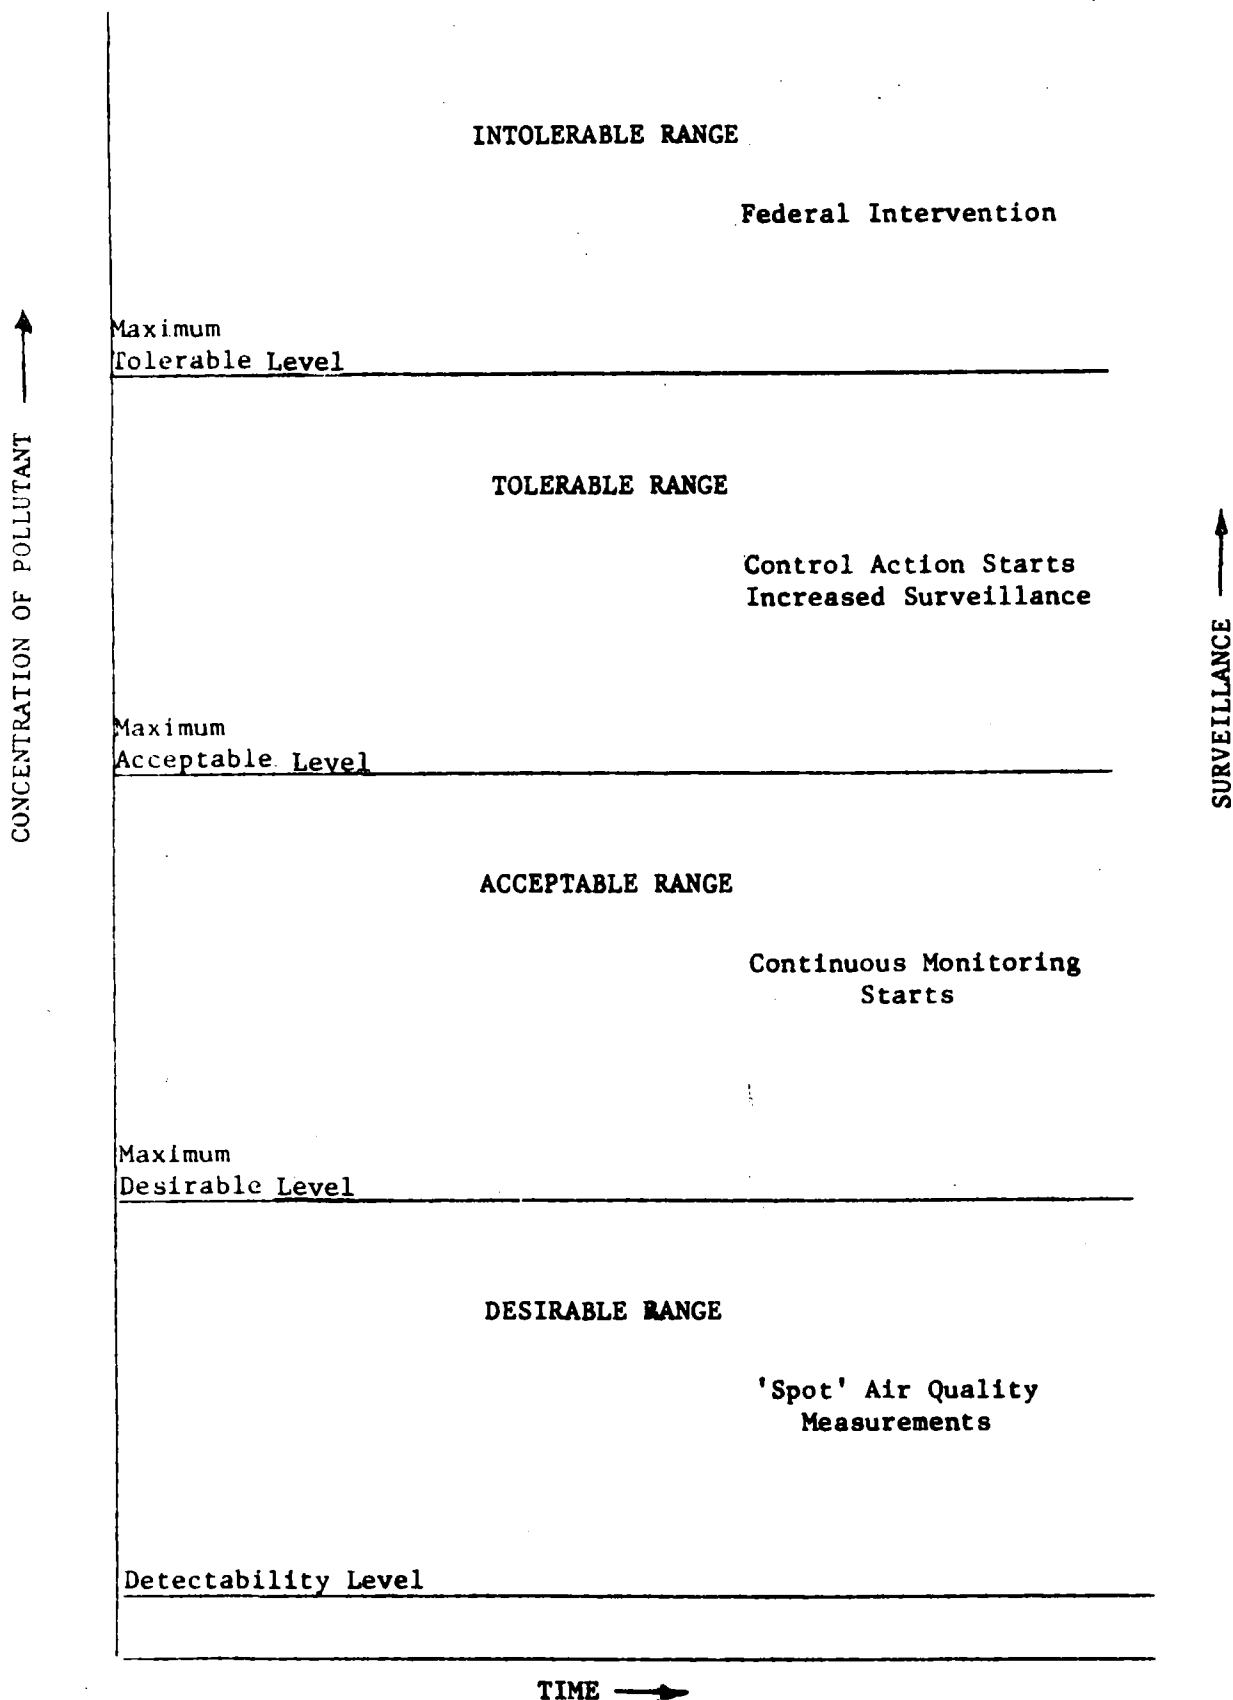 INTOLERABLE RANGE
Federal Intervention
Maximum
Tolerable Level
TOLERABLE RANGE
Control Action Starts
Increased Surveillance
Maximum
Acceptable Level
ACCEPTABLE RANGE
Continuous Monitoring
Starts
Maximum
Desirable Level
DESIRABLE RANGE
'Spot' Air Quality
Measurements
Detectability Level
TIME
CONCENTRATION OF POLLUTANT
SURVEILLANCE